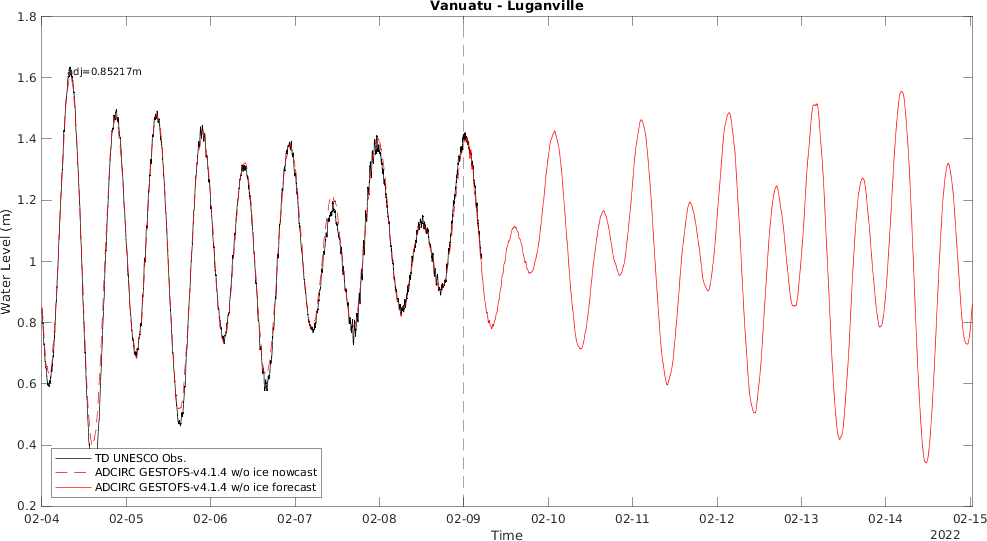 Vanuatu - Luganville
1.8
1.6
1.4
1.2
1
0.8
0.6
0.4
0.2
Water Level (m)
adj=0.85217m
TD UNESCO Obs.
ADCIRC GESTOFS-v4.1.4 w/o ice nowcast
ADCIRC GESTOFS-v4.1.4 w/o ice forecast
02-04 02-05 02-06 02-07 02-08 02-09 02-10 02-11 02-12 02-13 02-14 02-15
Time
2022